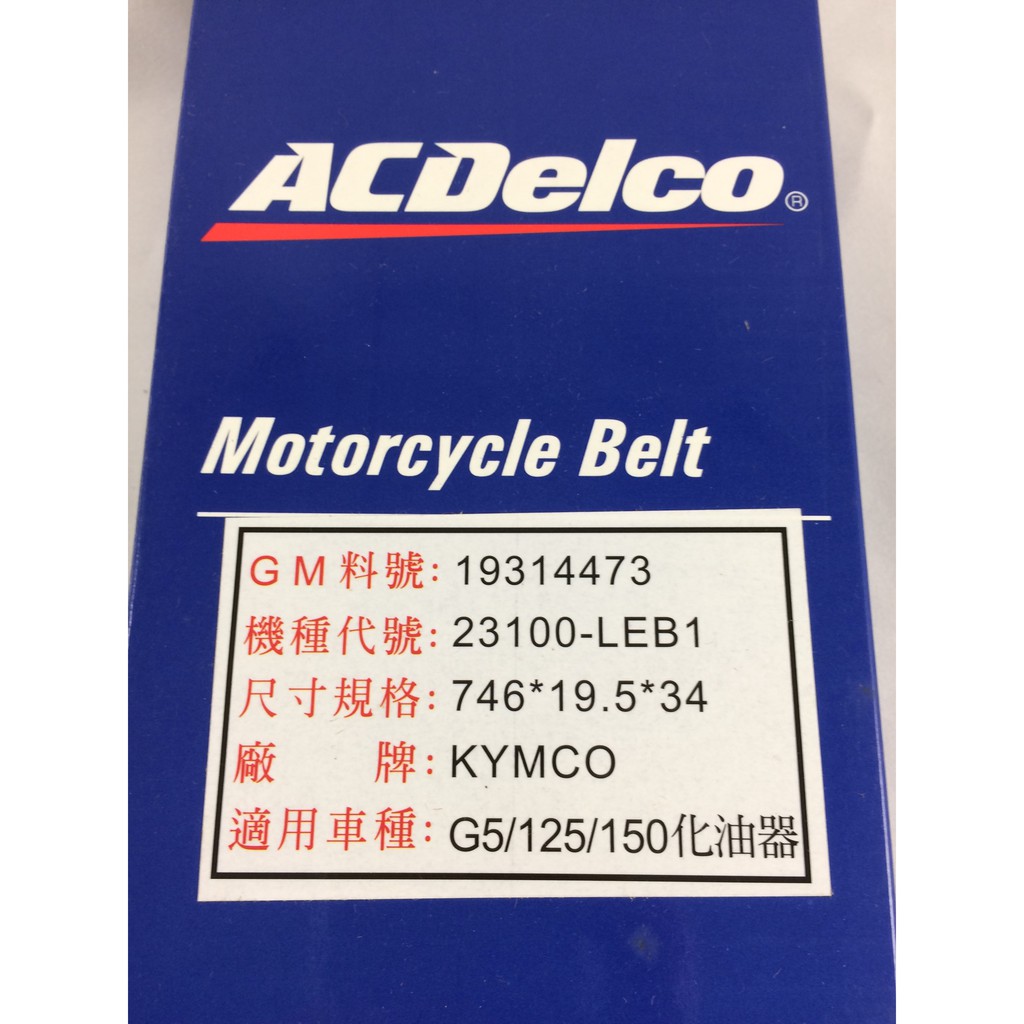 ACDelco®
Motorcycle Belt
GM料號: 19314473
機種代號: 23100-LEB1
尺寸規格: 746*19.5*34
廠 牌: KYMCO
適用車種: G5/125/150化油器